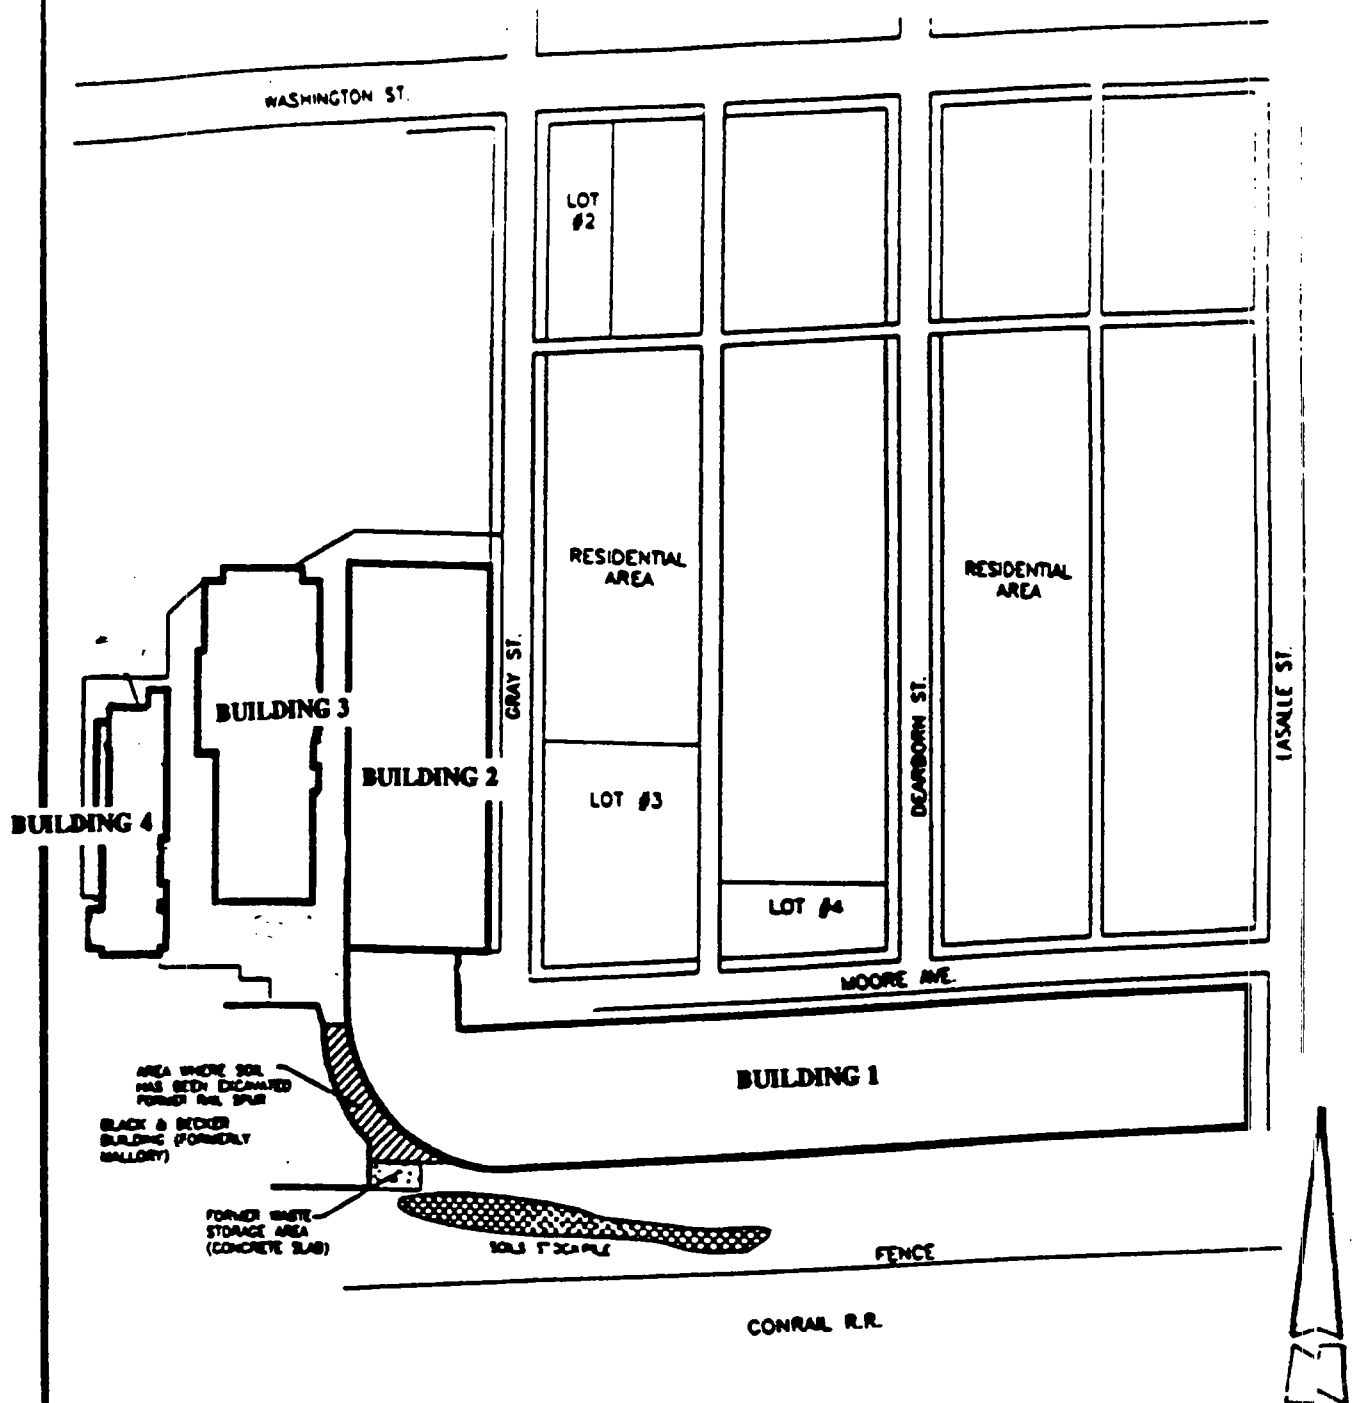 WASHINGTON ST.
LOT
#2
RESIDENTIAL
AREA
RESIDENTIAL
AREA
GRAY ST.
DEARBORN ST.
LASALLE ST.
BUILDING 3
BUILDING 2
BUILDING 4
LOT #3
LOT #4
MOORE AVE.
BUILDING 1
AREA WHERE SOIL
HAS BEEN EXCAVATED
FORMER RAIL SPUR
BLACK & DECKER
BUILDING (FORMERLY
MALLORY)
FORMER WASTE
STORAGE AREA
(CONCRETE SLAB)
SOILS STOCKPILE
FENCE
CONRAIL R.R.